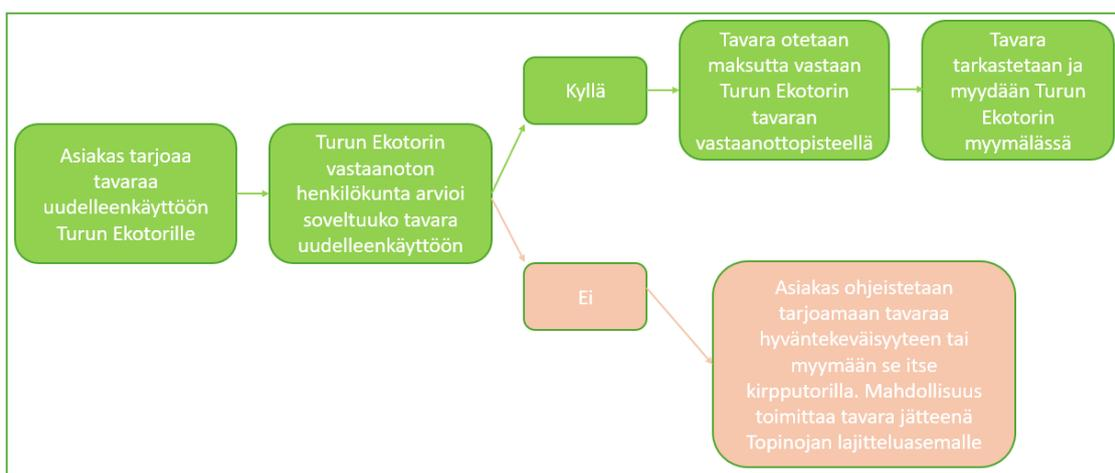 Asiakas tarjoaa
tavaraa
uudelleenkäyttöön
Turun Ekotorille
Turun Ekotorin
vastaanoton
henkilökunta arvioi
soveltuuko tavara
uudelleenkäyttöön
Kyllä
Tavara otetaan
maksutta vastaan
Turun Ekotorin
tavaran
vastaanottopisteellä
Tavara
tarkastetaan ja
myydään Turun
Ekotorin
myymälässä
Ei
Asiakas ohjeistetaan
tarjoamaan tavaraa
hyväntekeväisyyteen tai
myymään se itse
kirpputorilla. Mahdollisuus
toimittaa tavara jätteenä
Topinojan lajitteluasemalle